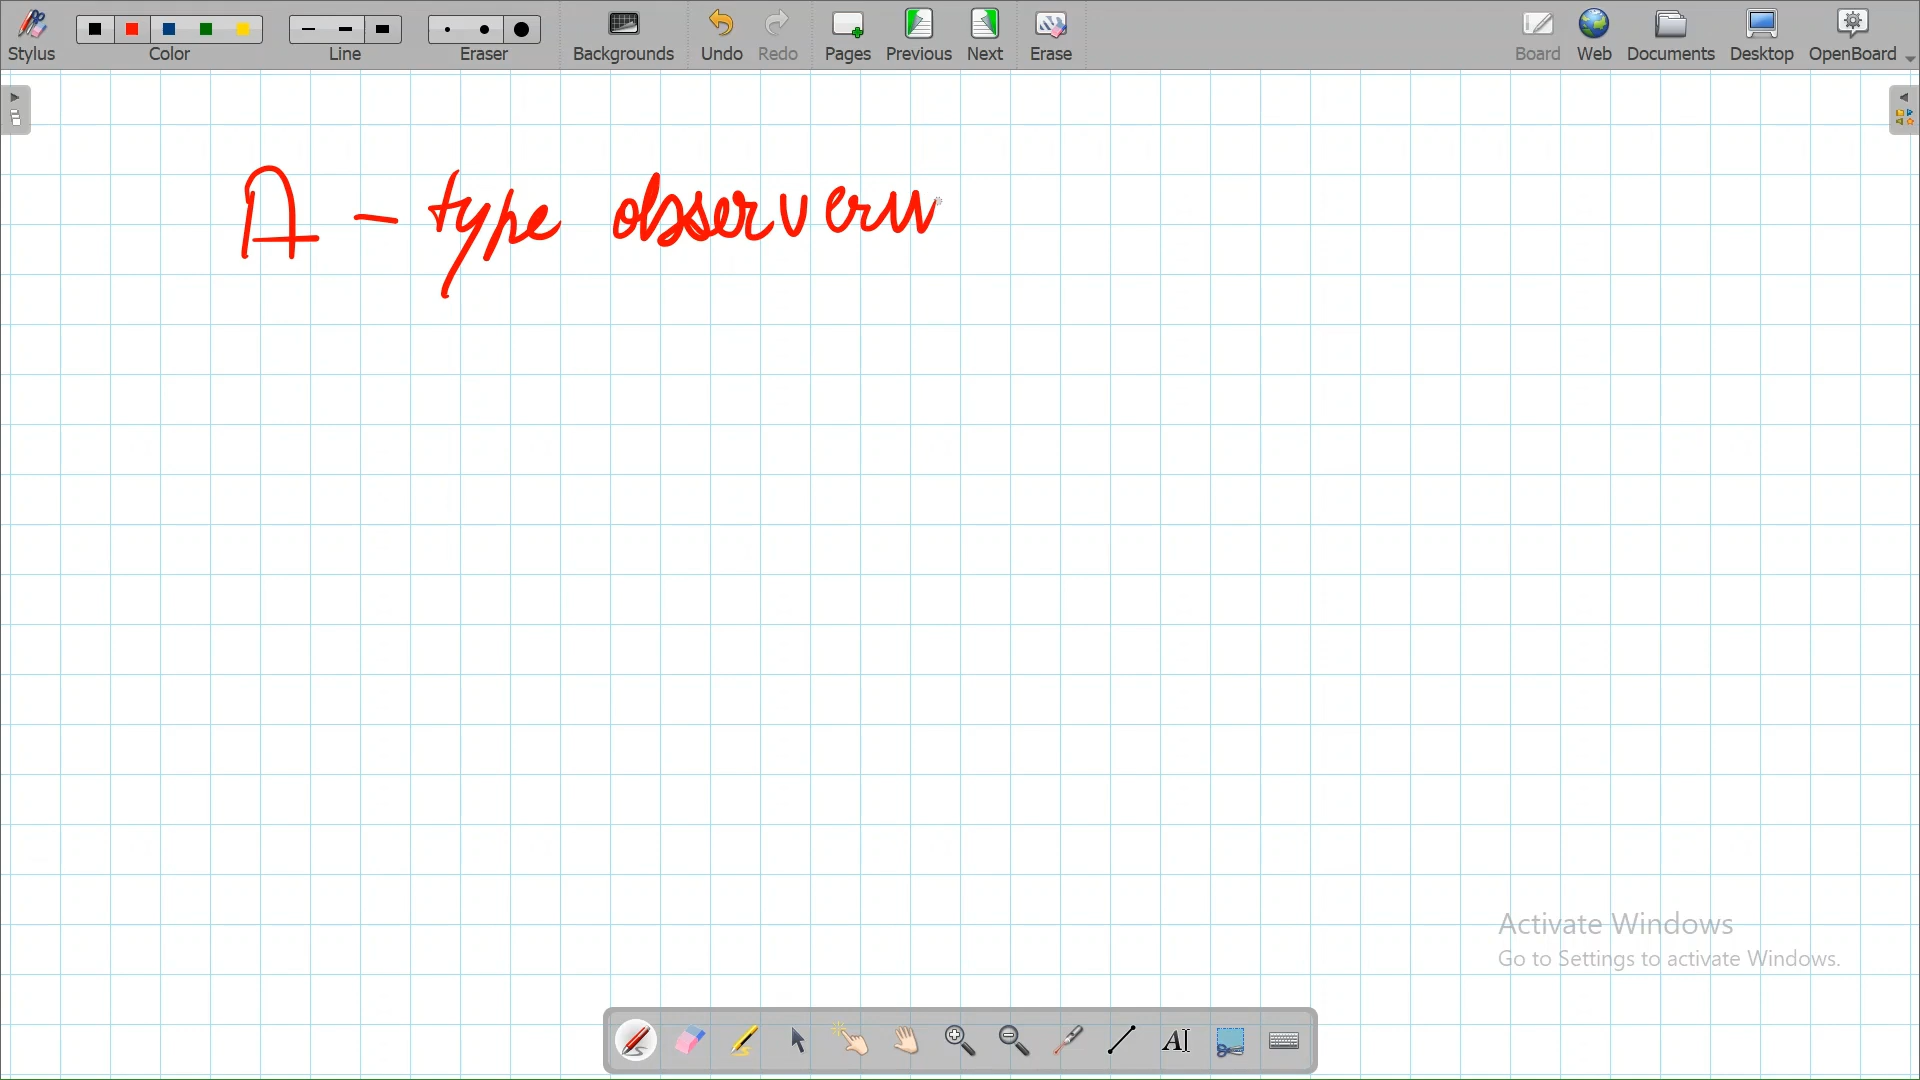 Stylus Color Line Eraser Backgrounds Undo Redo Pages Previous Next Erase Board Web Documents Desktop OpenBoard
A - type
Activate Windows
Go to Settings to activate Windows.